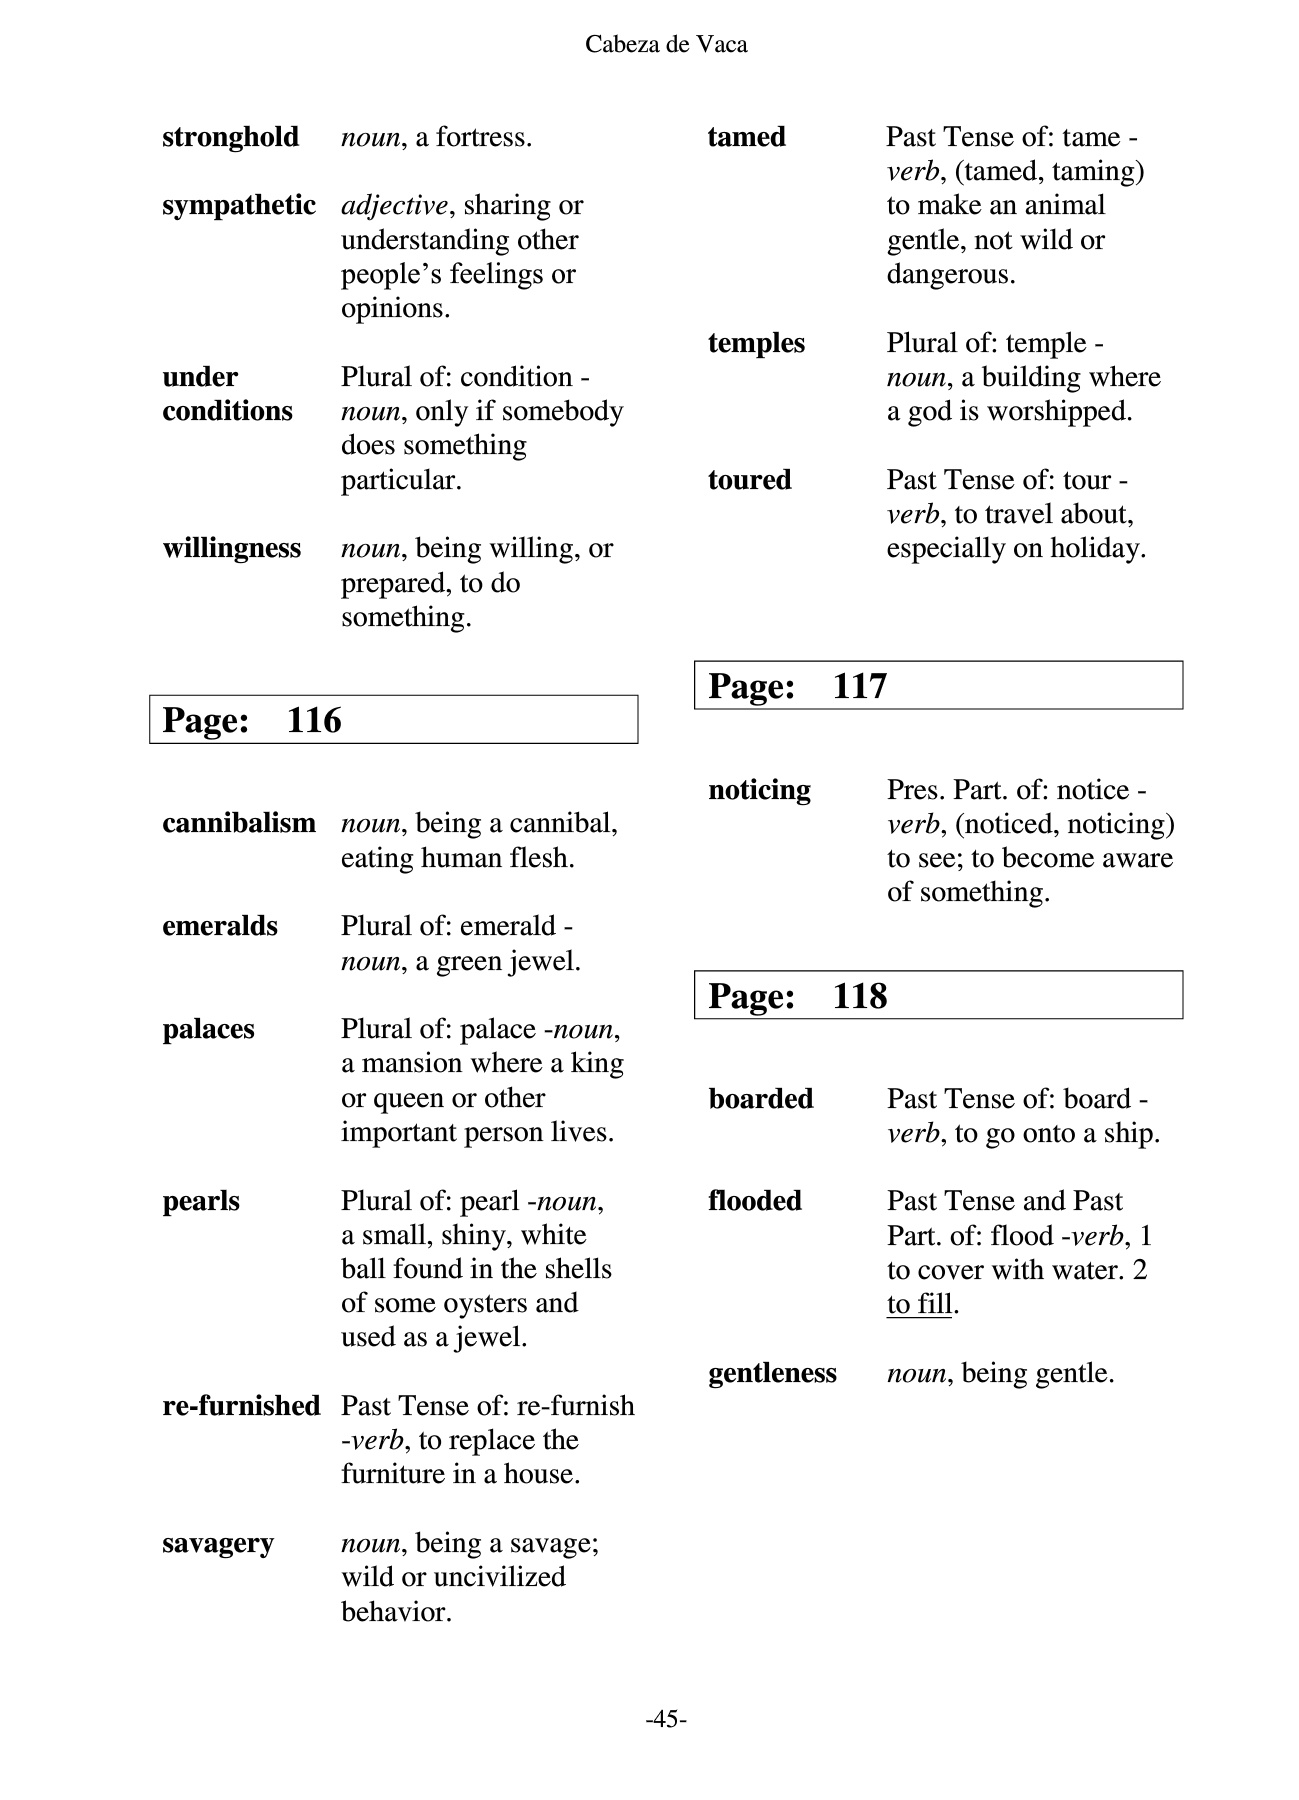 Cabeza de Vaca
stronghold noun, a fortress.
sympathetic adjective, sharing or
understanding other
people’s feelings or
opinions.
under Plural of: condition -
conditions noun, only if somebody
does something
particular.
willingness noun, being willing, or
prepared, to do
something.
Page: 116
cannibalism noun, being a cannibal,
eating human flesh.
emeralds Plural of: emerald -
noun, a green jewel.
palaces Plural of: palace -noun,
a mansion where a king
or queen or other
important person lives.
pearls Plural of: pearl -noun,
a small, shiny, white
ball found in the shells
of some oysters and
used as a jewel.
re-furnished Past Tense of: re-furnish
-verb, to replace the
furniture in a house.
savagery noun, being a savage;
wild or uncivilized
behavior.
tamed Past Tense of: tame -
verb, (tamed, taming)
to make an animal
gentle, not wild or
dangerous.
temples Plural of: temple -
noun, a building where
a god is worshipped.
toured Past Tense of: tour -
verb, to travel about,
especially on holiday.
Page: 117
noticing Pres. Part. of: notice -
verb, (noticed, noticing)
to see; to become aware
of something.
Page: 118
boarded Past Tense of: board -
verb, to go onto a ship.
flooded Past Tense and Past
Part. of: flood -verb, 1
to cover with water. 2
to fill.
gentleness noun, being gentle.
-45-